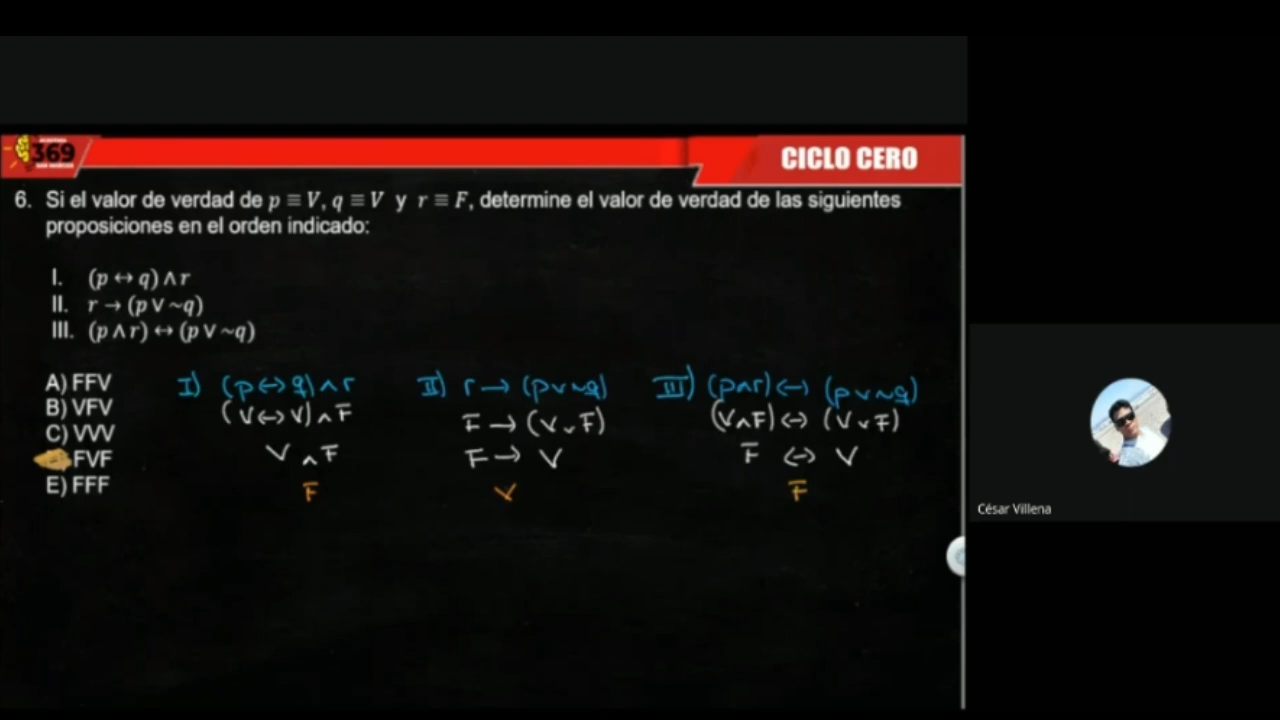 369
CICLO CERO
6. Si el valor de verdad de p ≡ V, q ≡ V y r ≡ F, determine el valor de verdad de las siguientes
proposiciones en el orden indicado:
I. (p ↔ q) ∧ r
II. r → (p ∨ ~q)
III. (p ∧ r) ↔ (p ∨ ~q)
A) FFV
B) VFV
C) VVV
FVF
E) FFF
I) (p ↔ q) ∧ r
(V ↔ V) ∧ F
V ∧ F
F
II) r → (p ∨ ~q)
F → (V ∨ F)
F → V
V
III) (p ∧ r) ↔ (p ∨ ~q)
(V ∧ F) ↔ (V ∨ F)
F ↔ V
F
César Villena